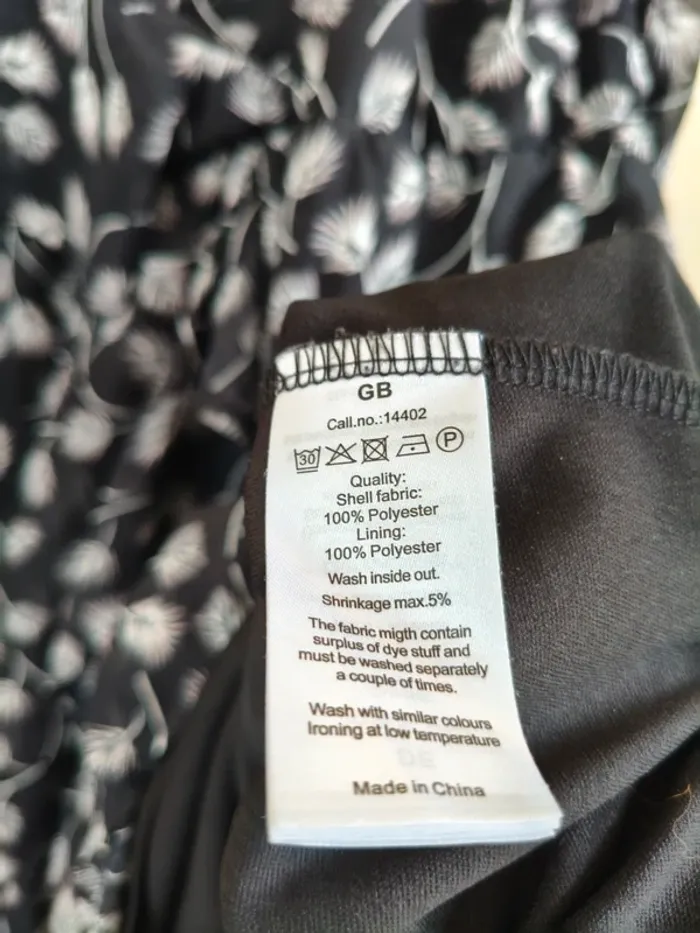 GB
Call.no.:14402
30 P
Quality:
Shell fabric:
100% Polyester
Lining:
100% Polyester
Wash inside out.
Shrinkage max.5%
The fabric migth contain
surplus of dye stuff and
must be washed separately
a couple of times.
Wash with similar colours
Ironing at low temperature
Made in China